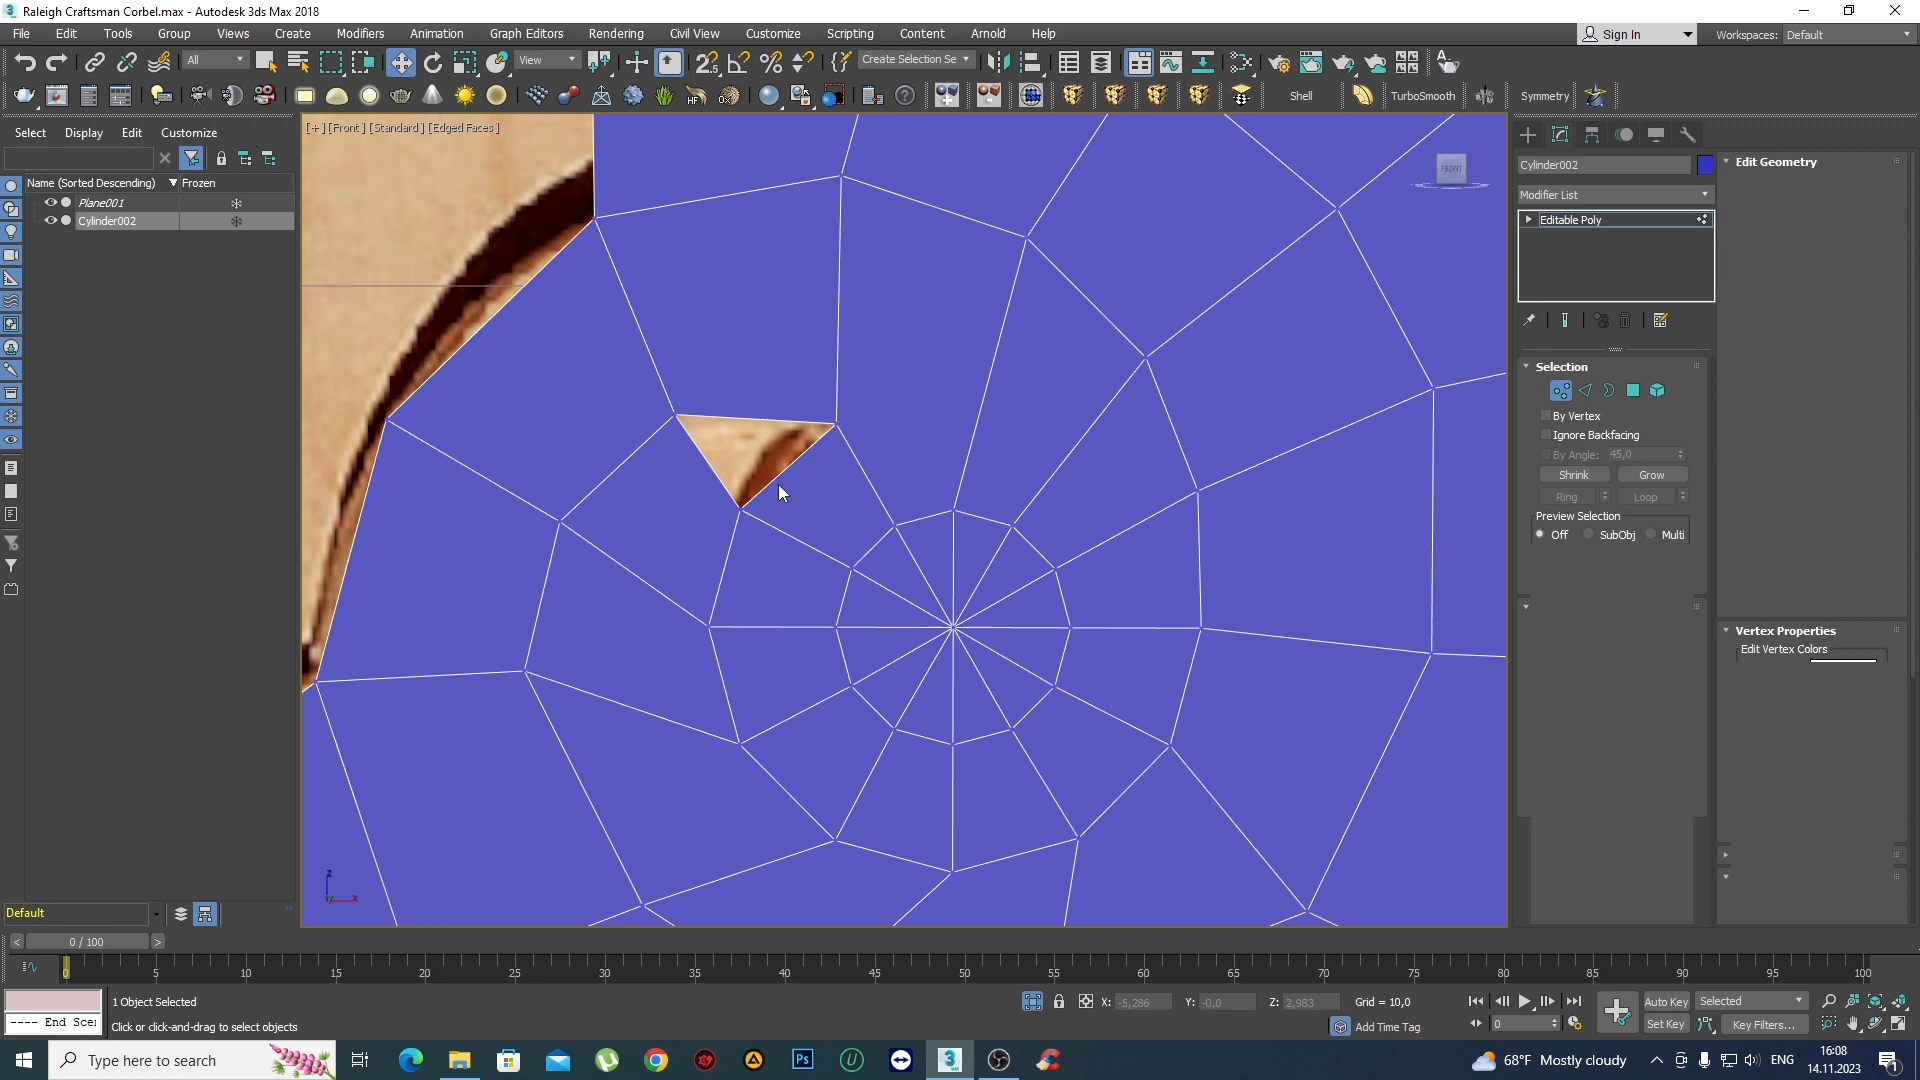 Raleigh Craftsman Corbel.max - Autodesk 3ds Max 2018
File Edit Tools Group Views Create Modifiers Animation Graph Editors Rendering Civil View Customize Scripting Content Arnold Help
Sign In Workspaces: Default
All View Create Selection Se
Shell TurboSmooth Symmetry
Select Display Edit Customize
[+] [Front] [Standard] [Edged Faces]
FRONT
Name (Sorted Descending) Frozen
Plane001
Cylinder002
Cylinder002
Modifier List
Editable Poly
Selection
By Vertex
Ignore Backfacing
By Angle: 45,0
Shrink Grow
Ring Loop
Preview Selection
Off SubObj Multi
Edit Geometry
Vertex Properties
Edit Vertex Colors
z
x
y
Default
< 0 / 100 >
0 5 10 15 20 25 30 35 40 45 50 55 60 65 70 75 80 85 90 95 100
1 Object Selected X: -5,286 Y: -0,0 Z: 2,983 Grid = 10,0 Auto Key Selected
---- End Sce
Click or click-and-drag to select objects Add Time Tag 0 Set Key Key Filters...
Type here to search 68°F Mostly cloudy ENG 16:08
14.11.2023